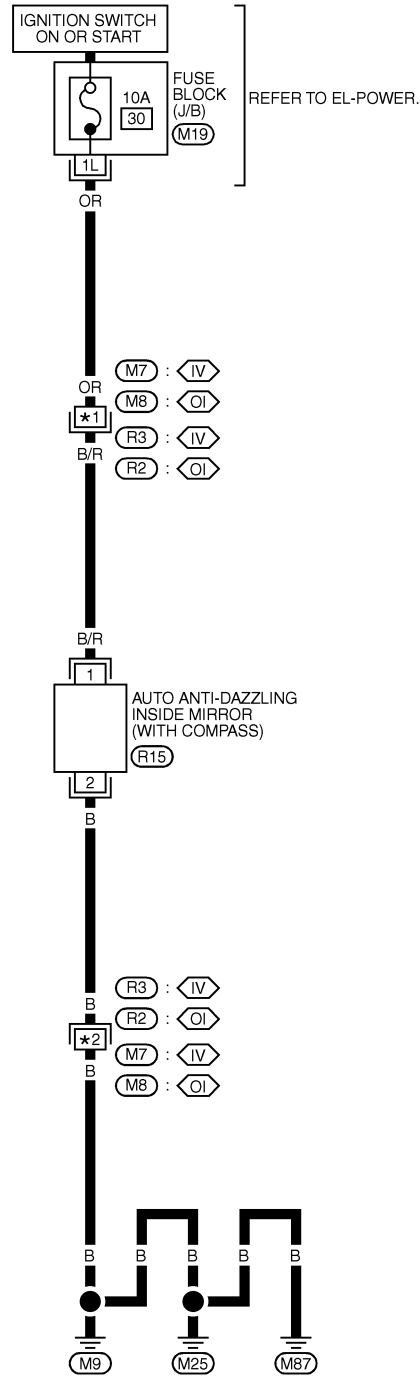 IGNITION SWITCH
ON OR START
FUSE
BLOCK
(J/B)
M19
10A
30
REFER TO EL-POWER.
1L
OR
M7 : IV
OR
M8 : OI
*1
R3 : IV
B/R
R2 : OI
B/R
1
AUTO ANTI-DAZZLING
INSIDE MIRROR
(WITH COMPASS)
R15
2
B
R3 : IV
B
R2 : OI
*2
M7 : IV
B
M8 : OI
B B B B B
M9 M25 M87